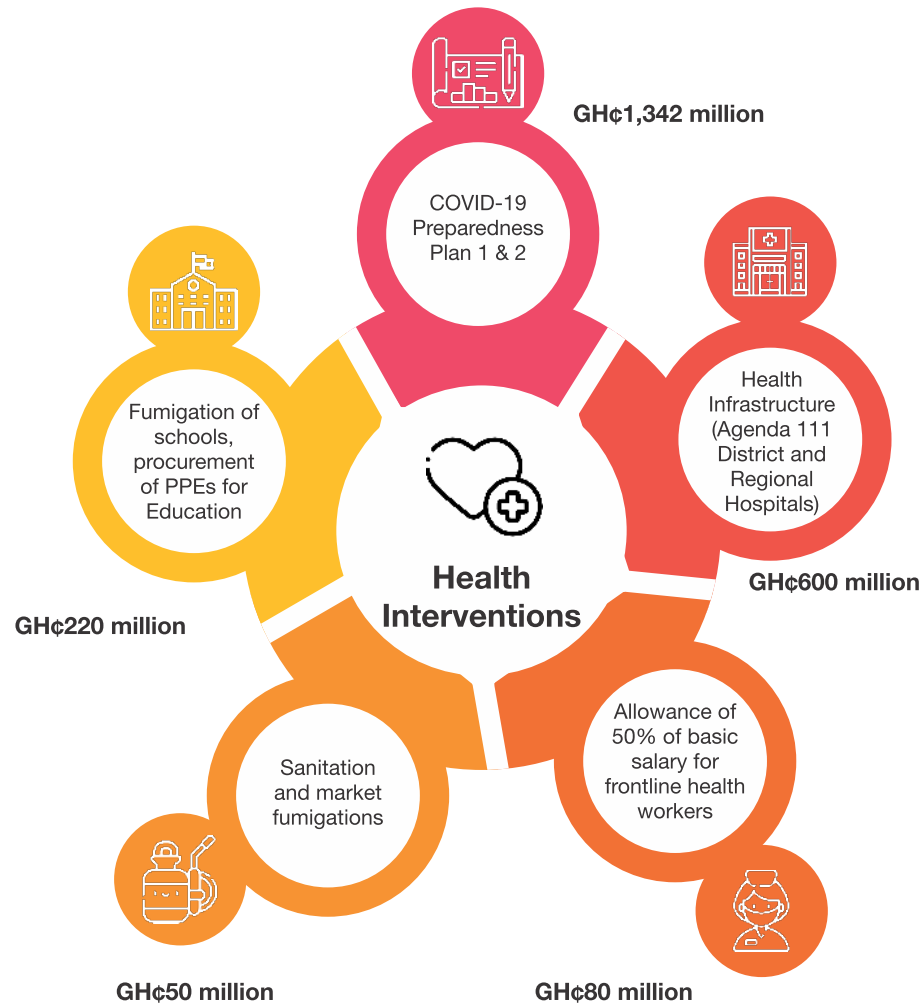 GH¢1,342 million
COVID-19
Preparedness
Plan 1 & 2
Health
Infrastructure
(Agenda 111
District and
Regional
Hospitals)
GH¢600 million
Fumigation of
schools,
procurement
of PPEs for
Education
GH¢220 million
Health
Interventions
Allowance of
50% of basic
salary for
frontline health
workers
GH¢80 million
Sanitation
and market
fumigations
GH¢50 million